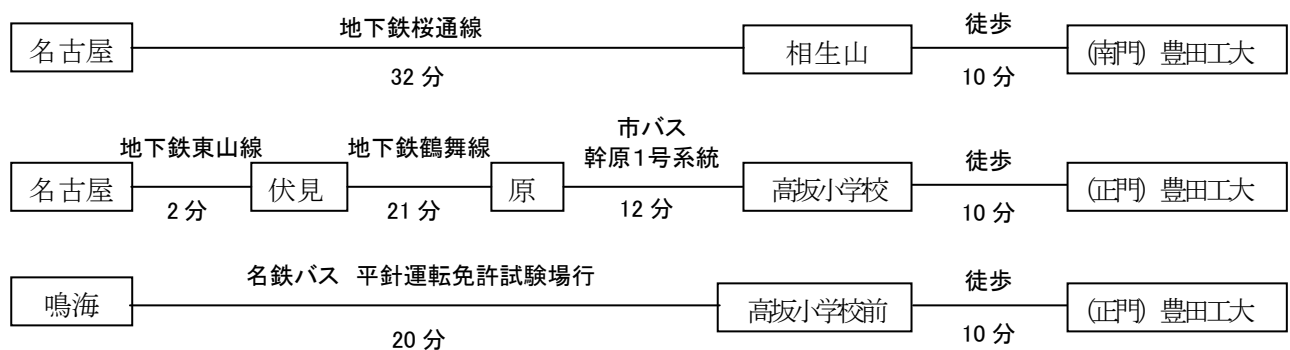 地下鉄桜通線 徒歩
名古屋 相生山 (南門) 豊田工大
32 分 10 分
市バス
地下鉄東山線 地下鉄鶴舞線 幹原1号系統 徒歩
名古屋 伏見 原 高坂小学校 (正門) 豊田工大
2 分 21 分 12 分 10 分
名鉄バス 平針運転免許試験場行 徒歩
鳴海 高坂小学校前 (正門) 豊田工大
20 分 10 分